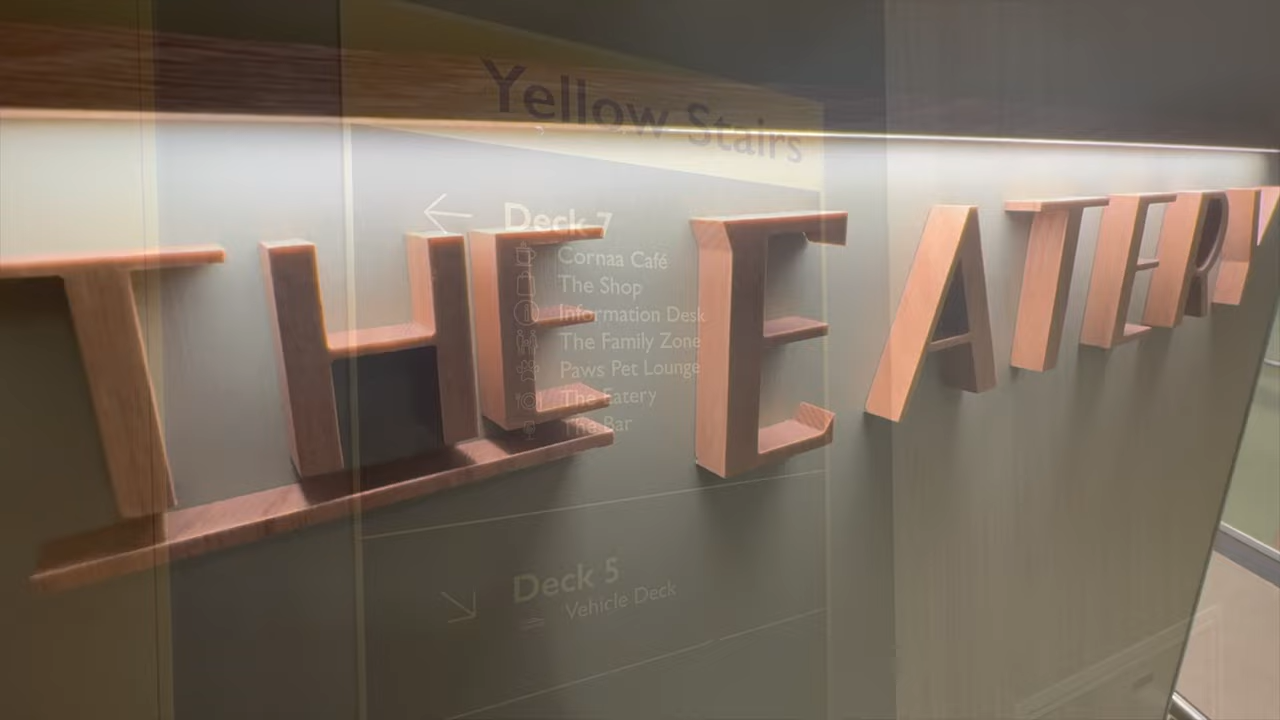 Yellow Stairs
Deck 7
Cornaa Café
The Shop
Information Desk
The Family Zone
Paws Pet Lounge
The Eatery
The Bar
THE EATERY
Deck 5
Vehicle Deck